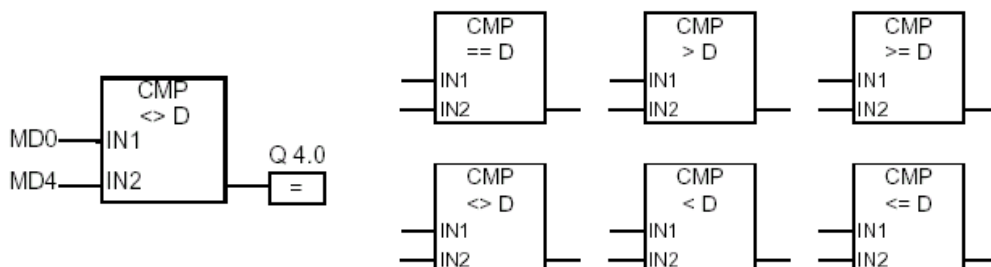 CMP
<> D
MD0 IN1
MD4 IN2
Q 4.0
=
CMP
== D
IN1
IN2
CMP
> D
IN1
IN2
CMP
>= D
IN1
IN2
CMP
<> D
IN1
IN2
CMP
< D
IN1
IN2
CMP
<= D
IN1
IN2